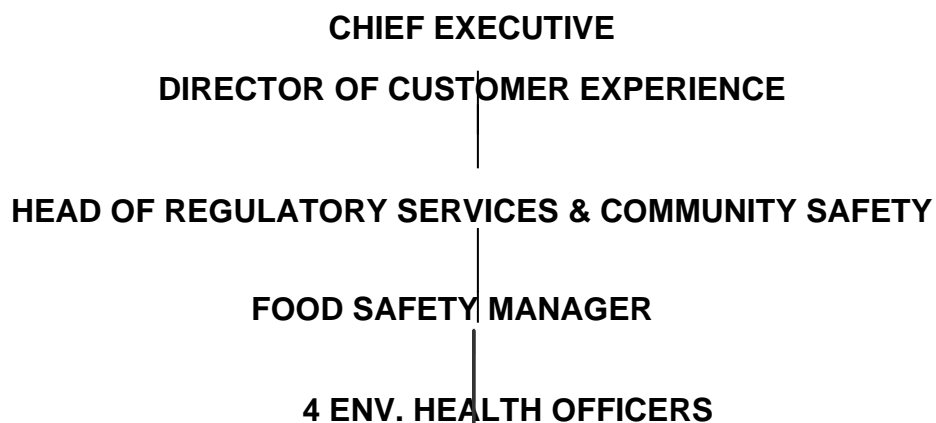 CHIEF EXECUTIVE
DIRECTOR OF CUSTOMER EXPERIENCE
HEAD OF REGULATORY SERVICES & COMMUNITY SAFETY
FOOD SAFETY MANAGER
4 ENV. HEALTH OFFICERS